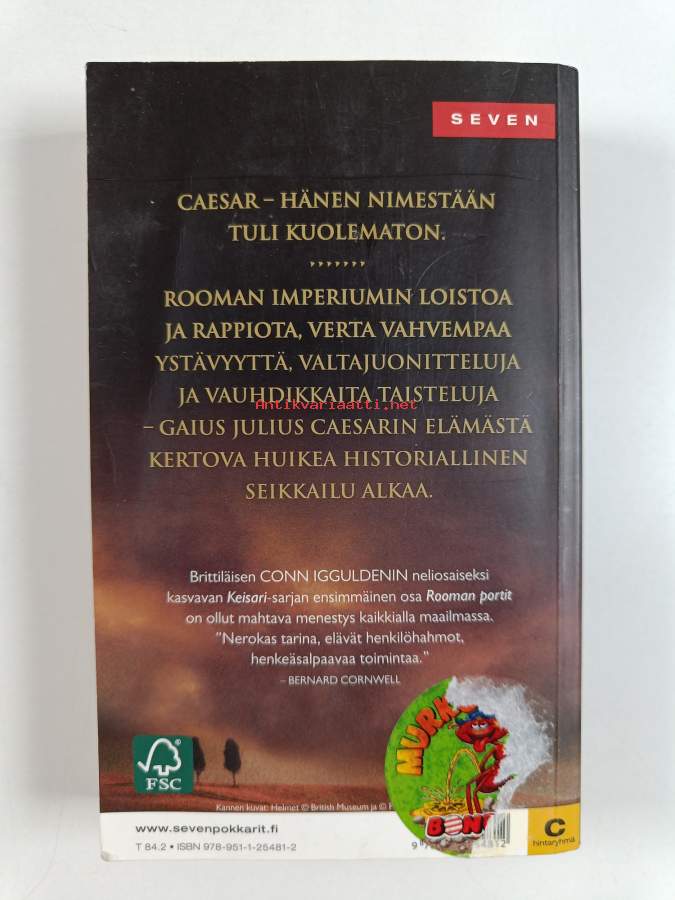 SEVEN
CAESAR – HÄNEN NIMESTÄÄN
TULI KUOLEMATON.
ROOMAN IMPERIUMIN LOISTOA
JA RAPPIOTA, VERTA VAHVEMPAA
YSTÄVYYTTÄ, VALTAJUONITTELUJA
JA VAUHDIKKAITA TAISTELUJA
Antikvariaatti.net
– GAIUS JULIUS CAESARIN ELÄMÄSTÄ
KERTOVA HUIKEA HISTORIALLINEN
SEIKKAILU ALKAA.
Brittiläisen CONN IGGULDENIN neliosaiseksi
kasvavan Keisari-sarjan ensimmäinen osa Rooman portit
on ollut mahtava menestys kaikkialla maailmassa.
”Nerokas tarina, elävät henkilöhahmot,
henkeäsalpaavaa toimintaa.”
– BERNARD CORNWELL
FSC
Kannen kuvat: Helmet © British Museum ja ©
www.sevenpokkarit.fi
T 84.2 • ISBN 978-951-1-25481-2
C
hintaryhmä